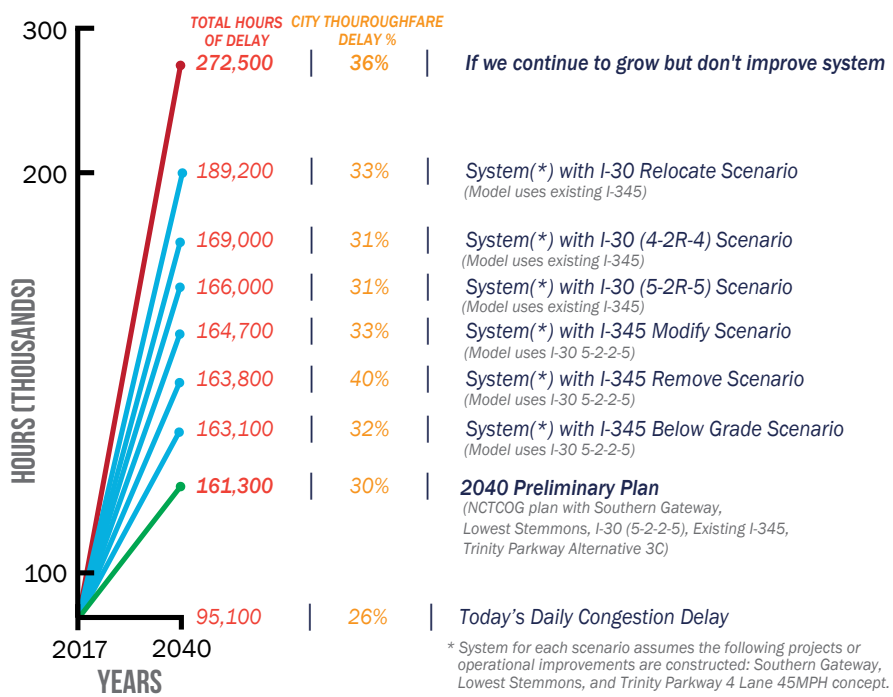 TOTAL HOURS OF DELAY
CITY THOUROUGHFARE DELAY %
300
272,500 | 36% | If we continue to grow but don't improve system
200
189,200 | 33% | System(*) with I-30 Relocate Scenario
(Model uses existing I-345)
169,000 | 31% | System(*) with I-30 (4-2R-4) Scenario
(Model uses existing I-345)
166,000 | 31% | System(*) with I-30 (5-2R-5) Scenario
(Model uses existing I-345)
164,700 | 33% | System(*) with I-345 Modify Scenario
(Model uses I-30 5-2-2-5)
163,800 | 40% | System(*) with I-345 Remove Scenario
(Model uses I-30 5-2-2-5)
163,100 | 32% | System(*) with I-345 Below Grade Scenario
(Model uses I-30 5-2-2-5)
161,300 | 30% | 2040 Preliminary Plan
(NCTCOG plan with Southern Gateway,
Lowest Stemmons, I-30 (5-2-2-5), Existing I-345,
Trinity Parkway Alternative 3C)
100
95,100 | 26% | Today's Daily Congestion Delay
* System for each scenario assumes the following projects or
operational improvements are constructed: Southern Gateway,
Lowest Stemmons, and Trinity Parkway 4 Lane 45MPH concept.
HOURS (THOUSANDS)
2017 2040
YEARS